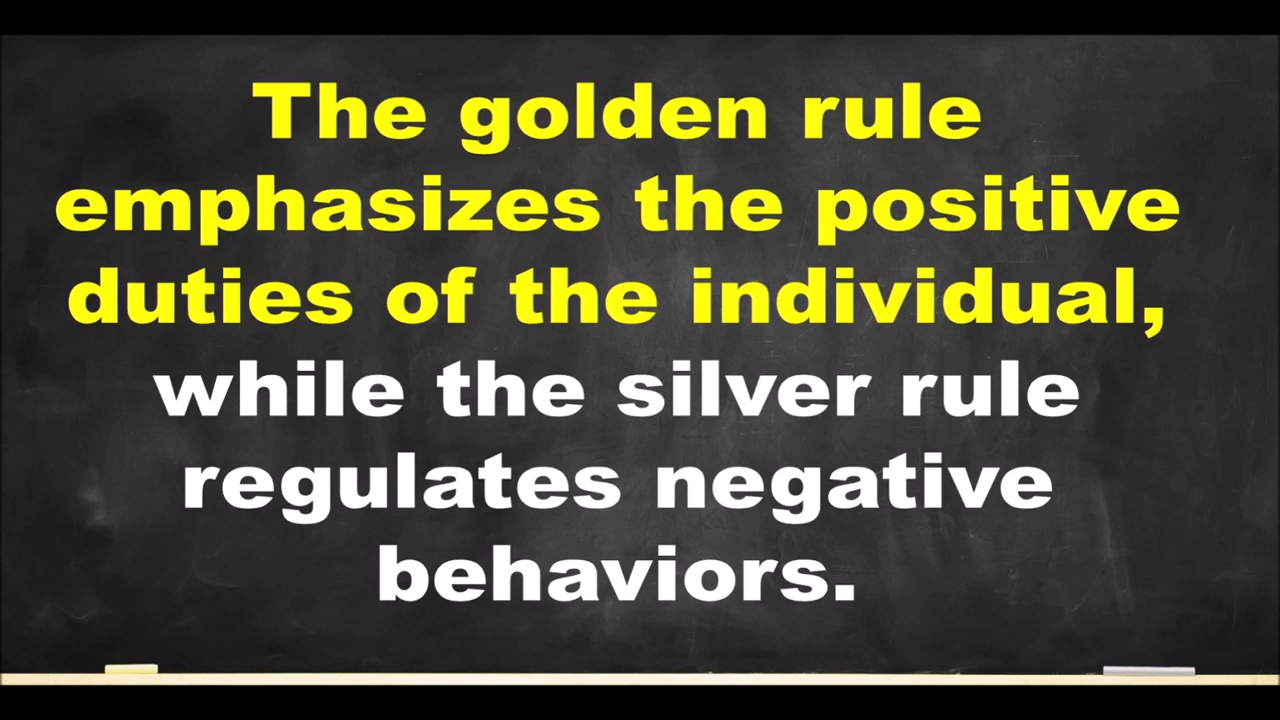 The golden rule
emphasizes the positive
duties of the individual,
while the silver rule
regulates negative
behaviors.